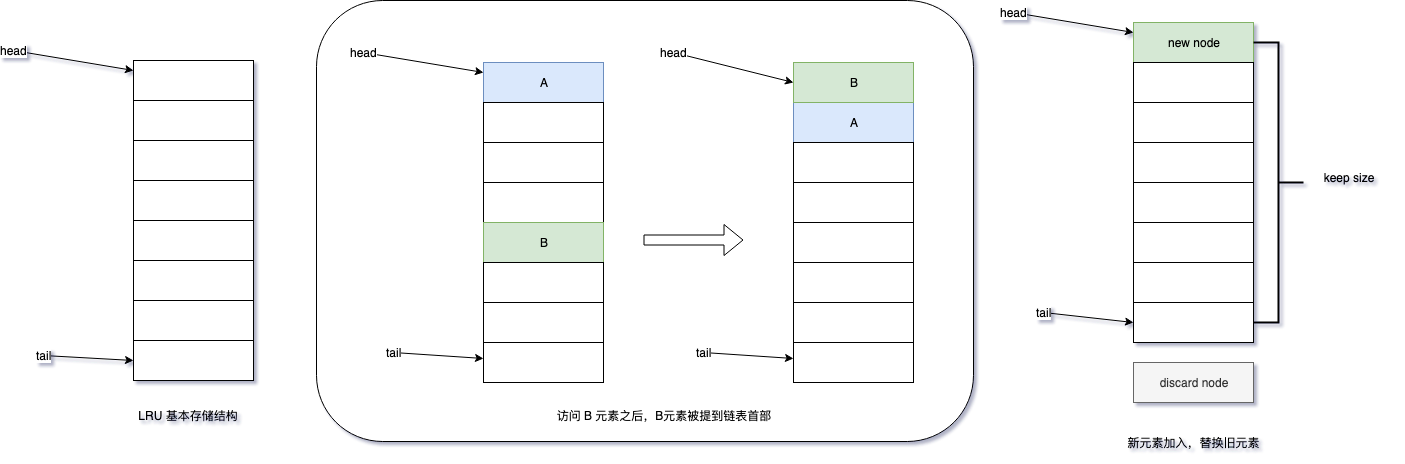 head
tail
LRU 基本存储结构
head
A
B
tail
head
B
A
tail
访问 B 元素之后，B元素被提到链表首部
head
new node
keep size
tail
discard node
新元素加入，替换旧元素